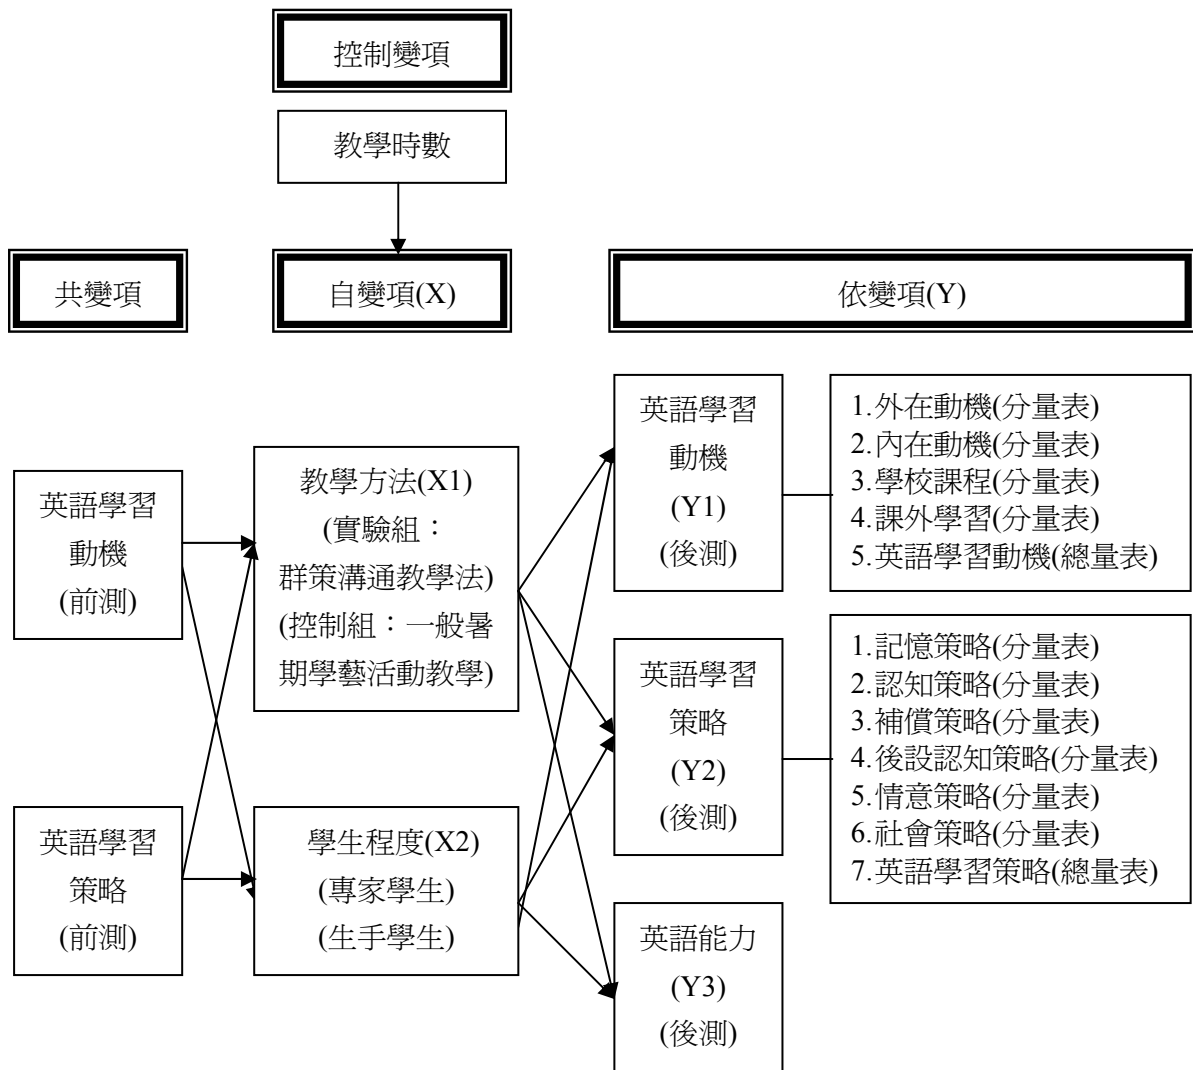 控制變項
教學時數
共變項
自變項(X)
依變項(Y)
英語學習
動機
(前測)
英語學習
策略
(前測)
教學方法(X1)
(實驗組：
群策溝通教學法)
(控制組：一般暑
期學藝活動教學)
學生程度(X2)
(專家學生)
(生手學生)
英語學習
動機
(Y1)
(後測)
英語學習
策略
(Y2)
(後測)
英語能力
(Y3)
(後測)
1.外在動機(分量表)
2.內在動機(分量表)
3.學校課程(分量表)
4.課外學習(分量表)
5.英語學習動機(總量表)
1.記憶策略(分量表)
2.認知策略(分量表)
3.補償策略(分量表)
4.後設認知策略(分量表)
5.情意策略(分量表)
6.社會策略(分量表)
7.英語學習策略(總量表)